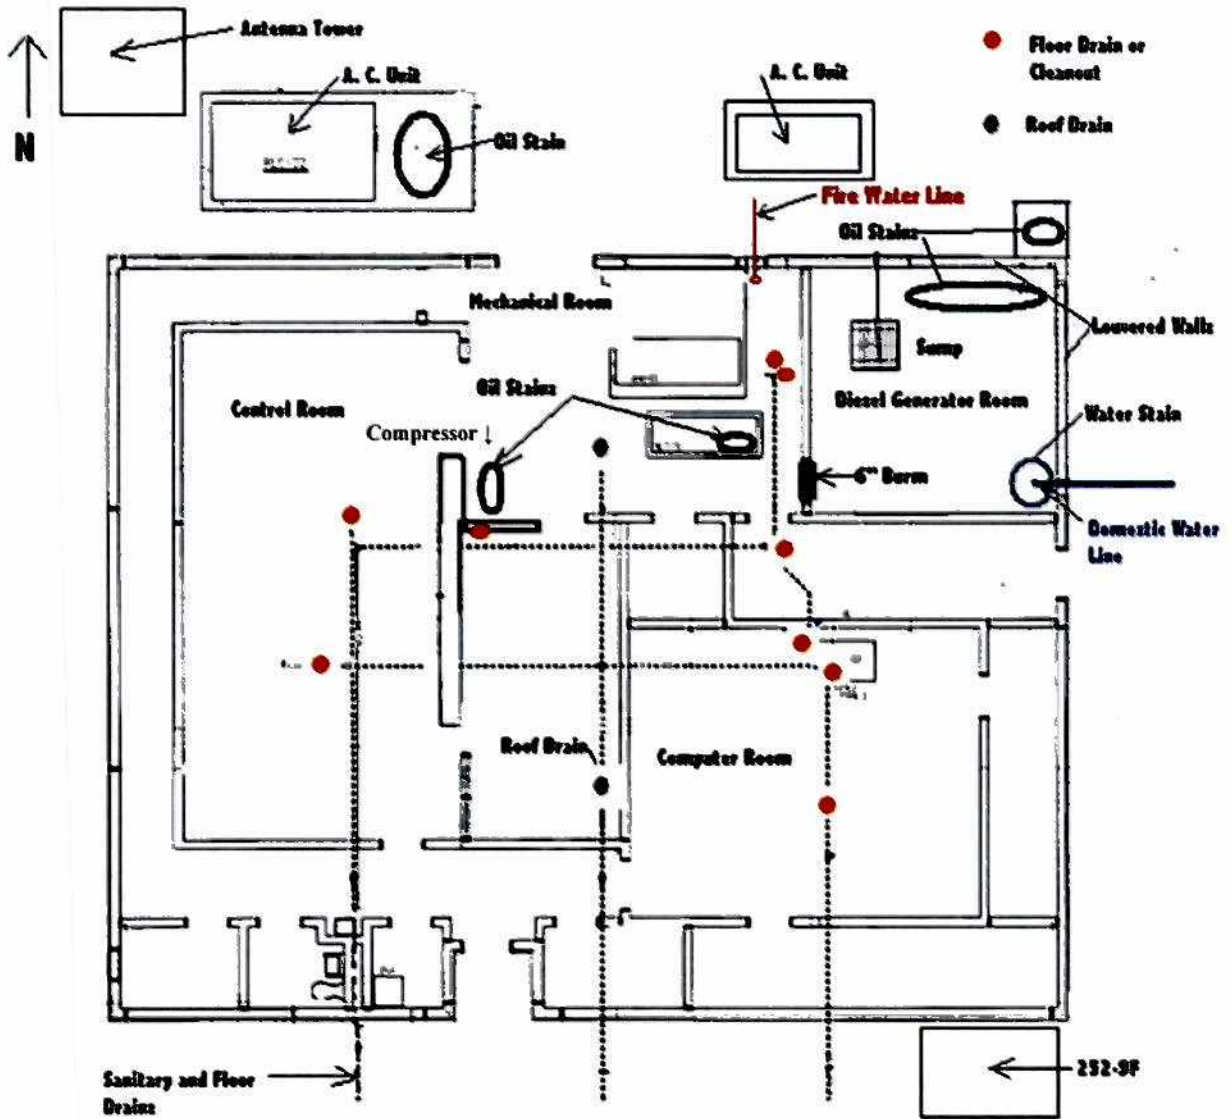 Antenna Tower
Floor Drain or
Cleanout
A. C. Unit
A. C. Unit
Oil Stain
Roof Drain
N
Fire Water Line
Oil Stains
Mechanical Room
Louvered Walls
Sump
Oil Stains
Control Room
Diesel Generator Room
Water Stain
Compressor ↓
6" Berm
Domestic Water
Line
Roof Drain
Computer Room
Sanitary and Floor
Drains
252-9F